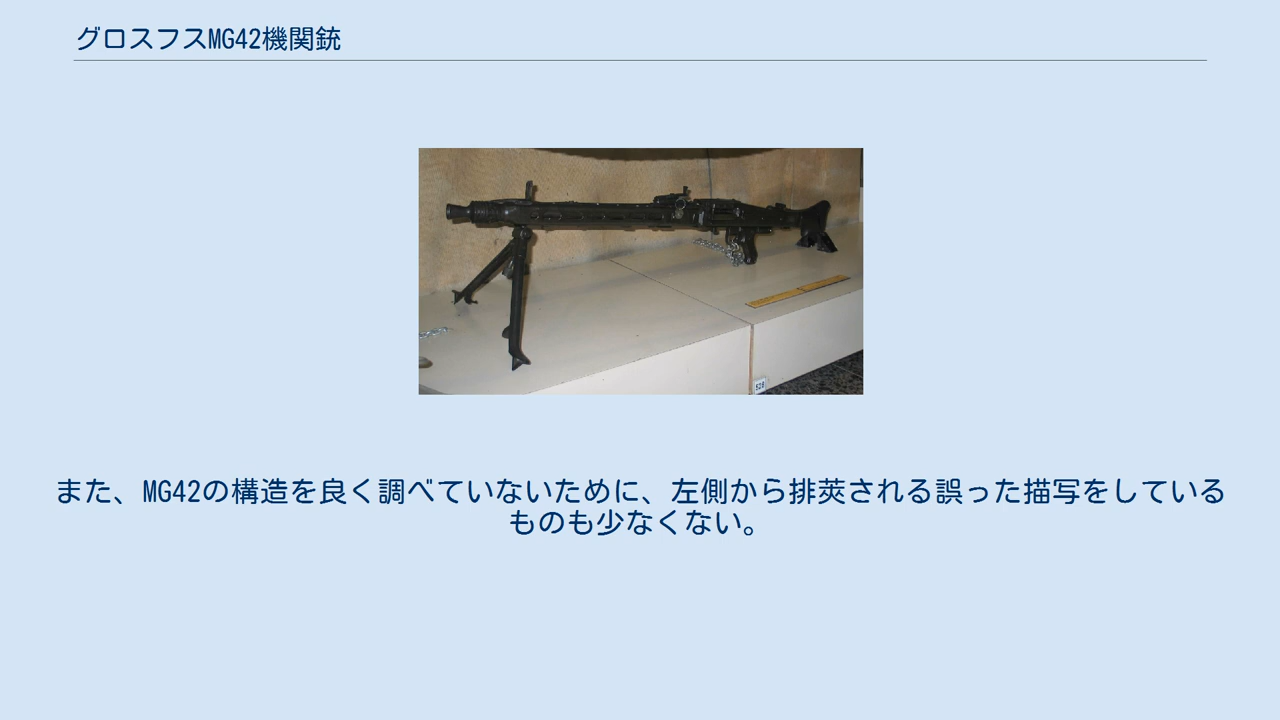 グロスフスMG42機関銃
また、MG42の構造を良く調べていないために、左側から排莢される誤った描写をしている
ものも少なくない。